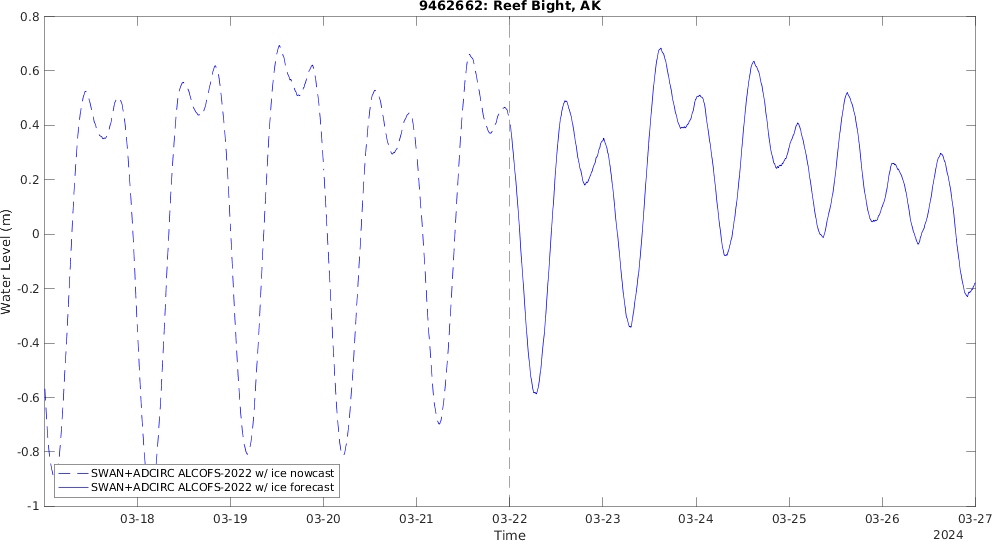 9462662: Reef Bight, AK
Water Level (m)
0.8
0.6
0.4
0.2
0
-0.2
-0.4
-0.6
-0.8
-1
SWAN+ADCIRC ALCOFS-2022 w/ ice nowcast
SWAN+ADCIRC ALCOFS-2022 w/ ice forecast
03-18 03-19 03-20 03-21 03-22 03-23 03-24 03-25 03-26 03-27
Time
2024